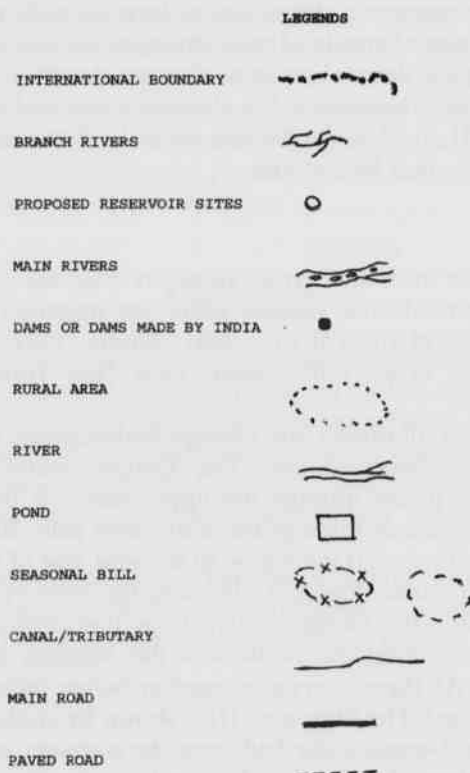 LEGENDS
INTERNATIONAL BOUNDARY
BRANCH RIVERS
PROPOSED RESERVOIR SITES
MAIN RIVERS
DAMS OR DAMS MADE BY INDIA
RURAL AREA
RIVER
POND
SEASONAL BILL
CANAL/TRIBUTARY
MAIN ROAD
PAVED ROAD